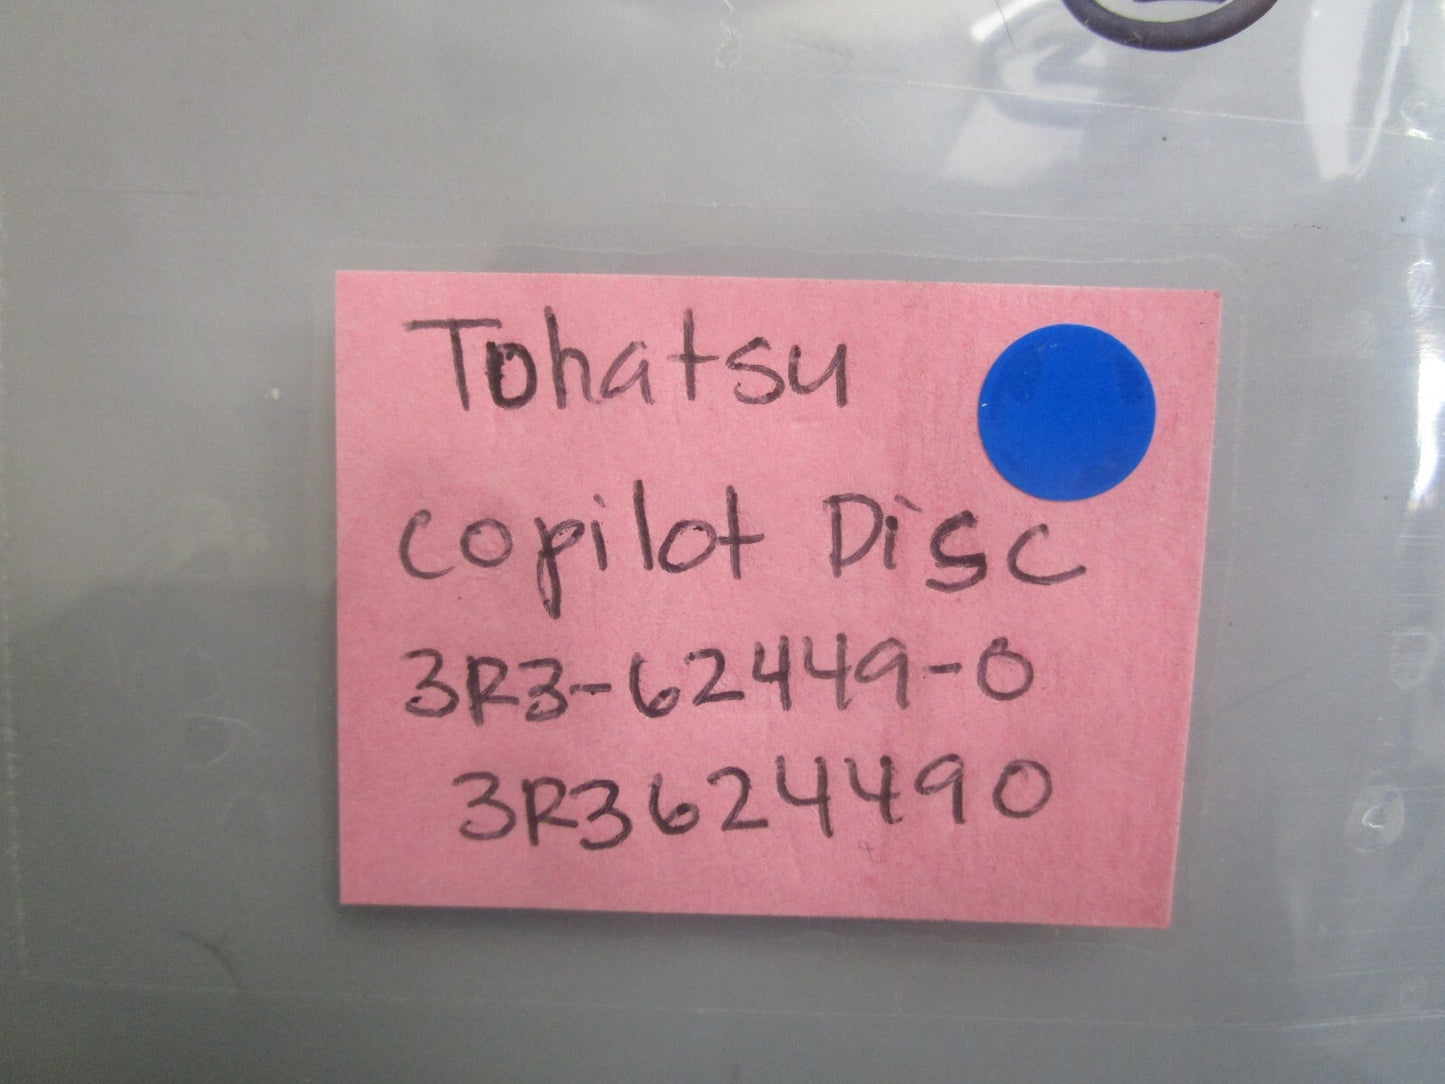 Tohatsu
copilot Disc
3R3-62449-0
3R3624490